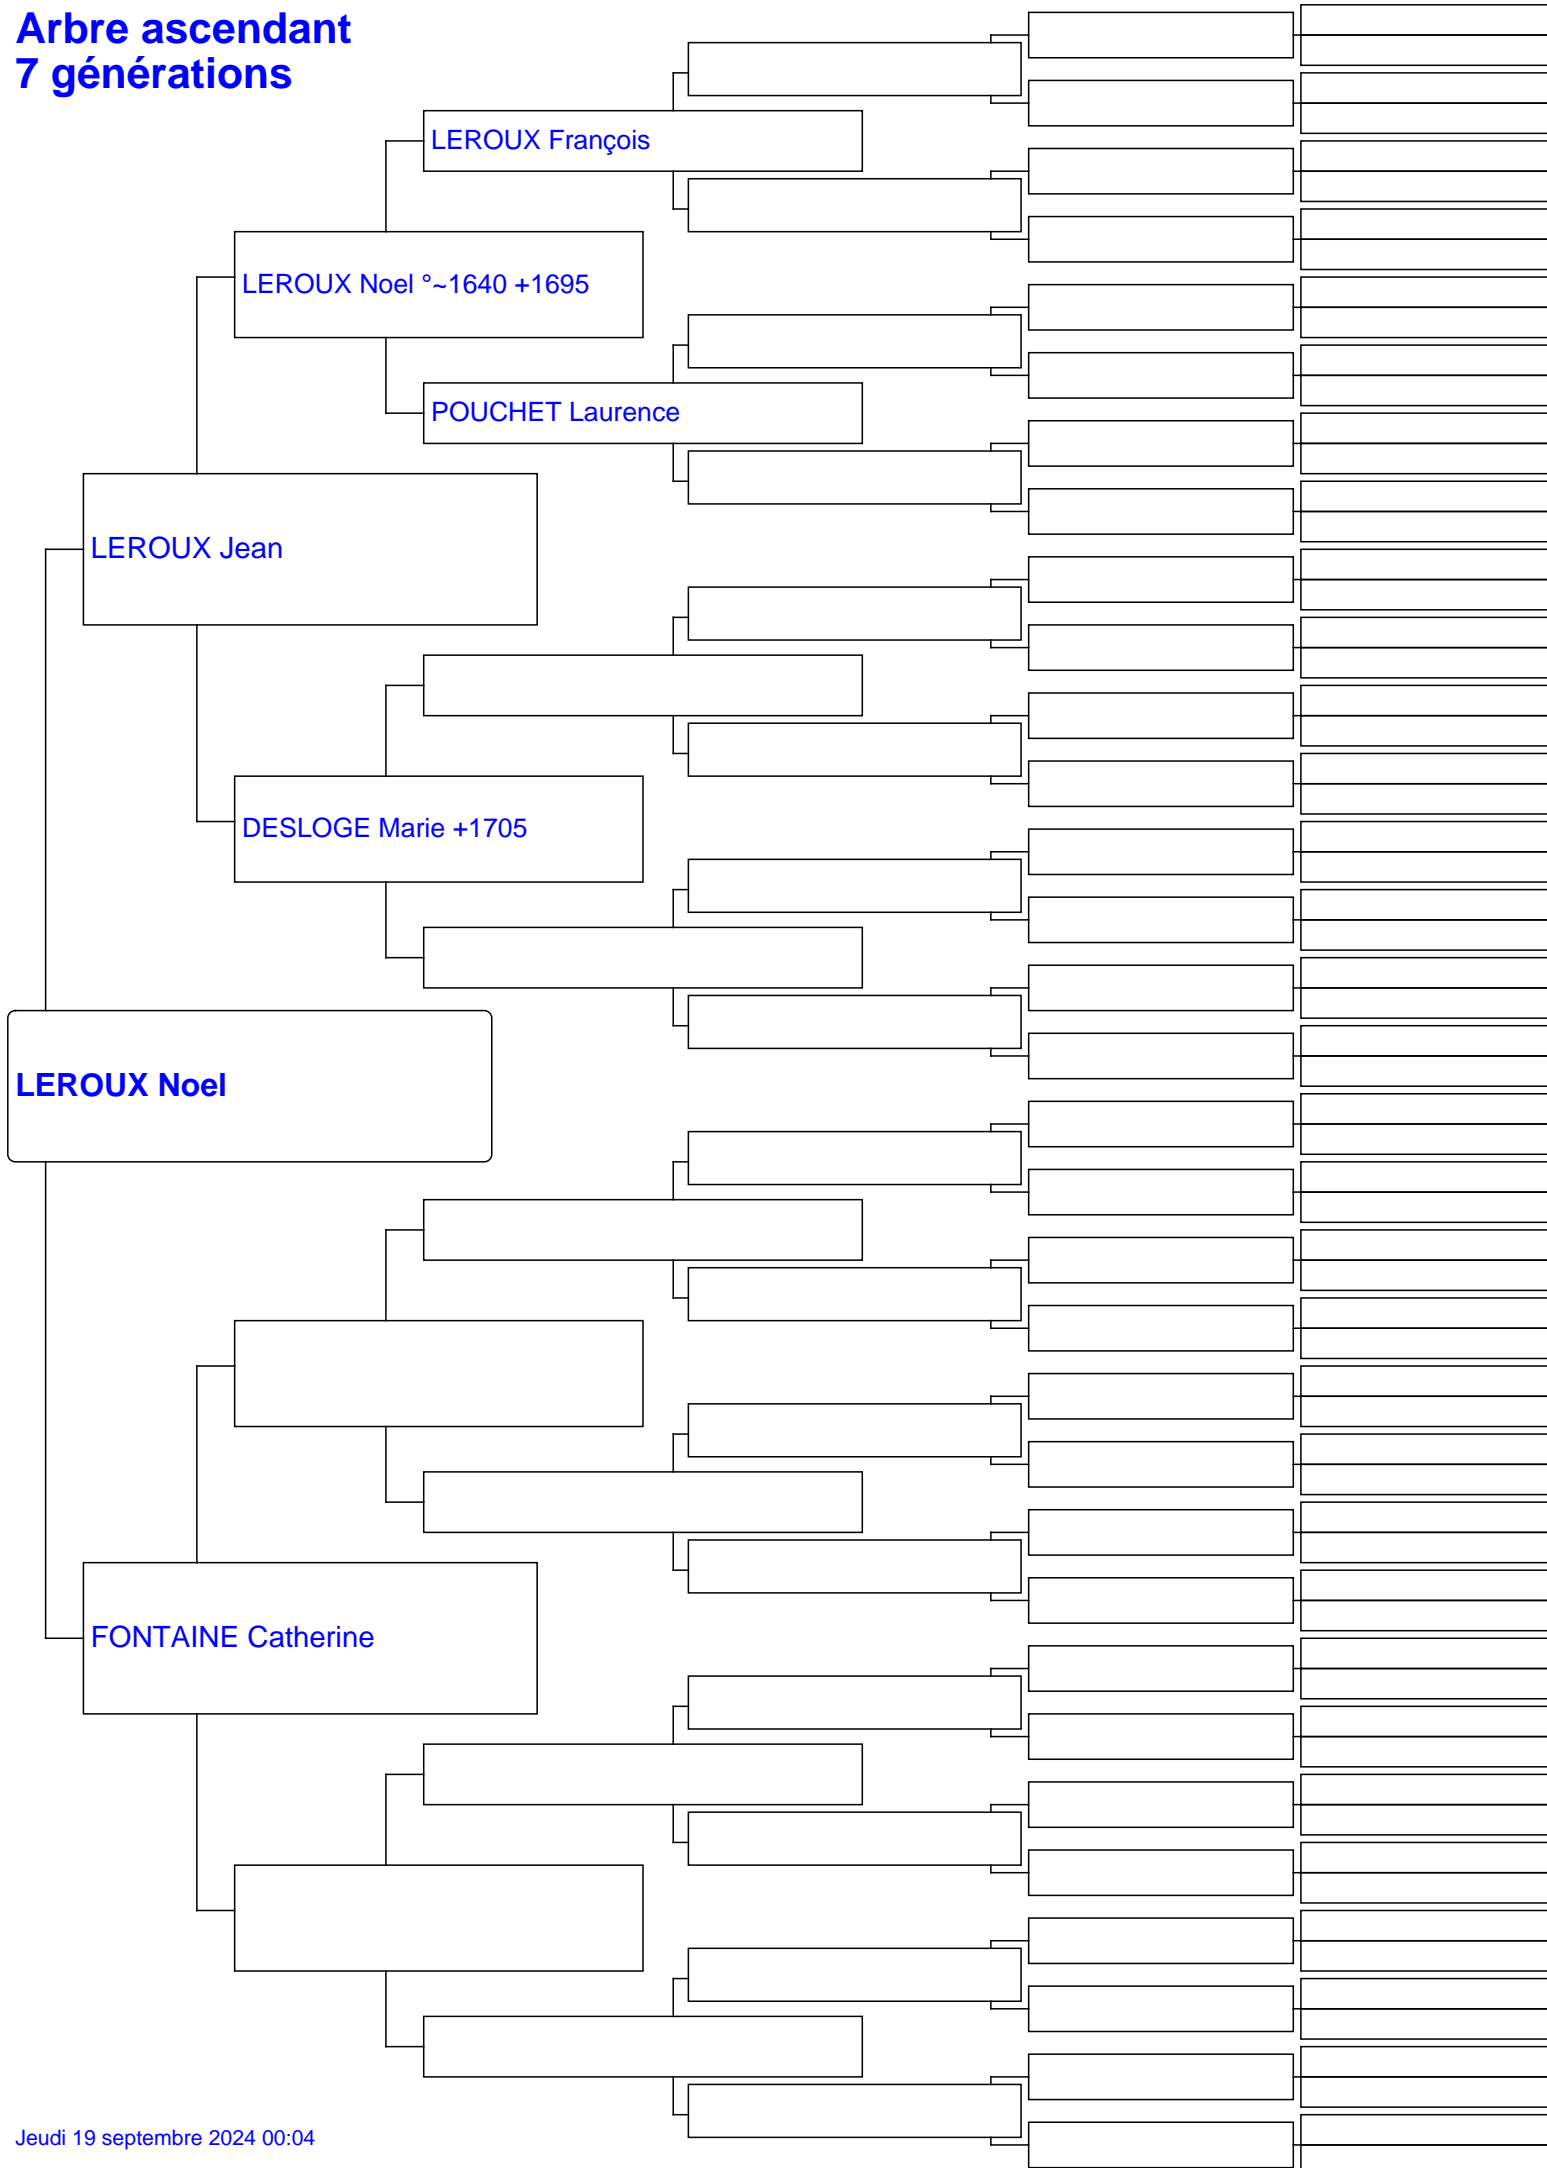 Arbre ascendant
7 générations
LEROUX François
LEROUX Noel °~1640 +1695
POUCHET Laurence
LEROUX Jean
DESLOGE Marie +1705
LEROUX Noel
FONTAINE Catherine
Jeudi 19 septembre 2024 00:04